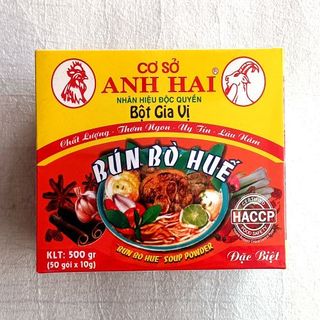 CƠ SỞ
ANH HAI
NHÃN HIỆU ĐỘC QUYỀN
Bột Gia Vị
Chất Lượng - Thơm Ngon - Uy Tín - Lâu Năm
BÚN BÒ HUẾ
HACCP
KLT: 500 gr
(50 gói x 10g)
BUN BO HUE SOUP POWDER
Đặc Biệt